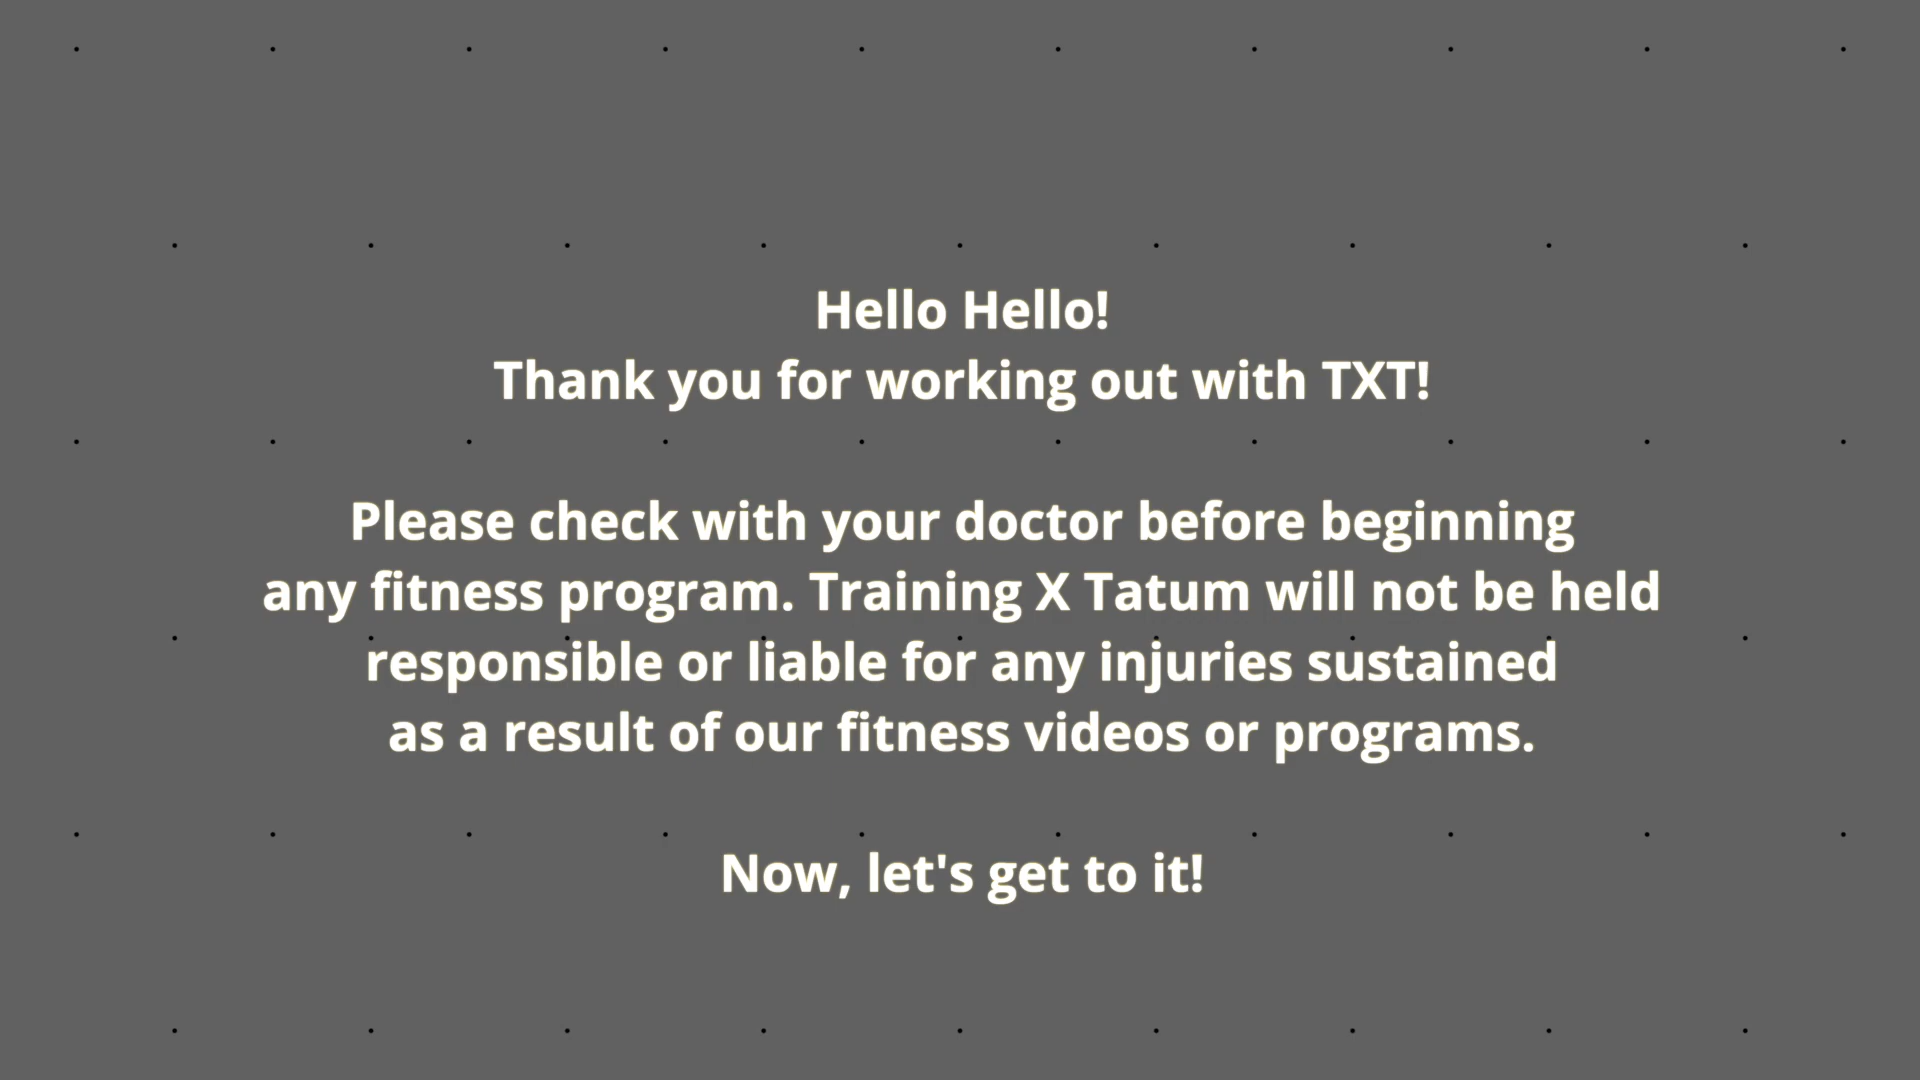 Hello Hello!
Thank you for working out with TXT!
Please check with your doctor before beginning
any fitness program. Training X Tatum will not be held
responsible or liable for any injuries sustained
as a result of our fitness videos or programs.
Now, let's get to it!